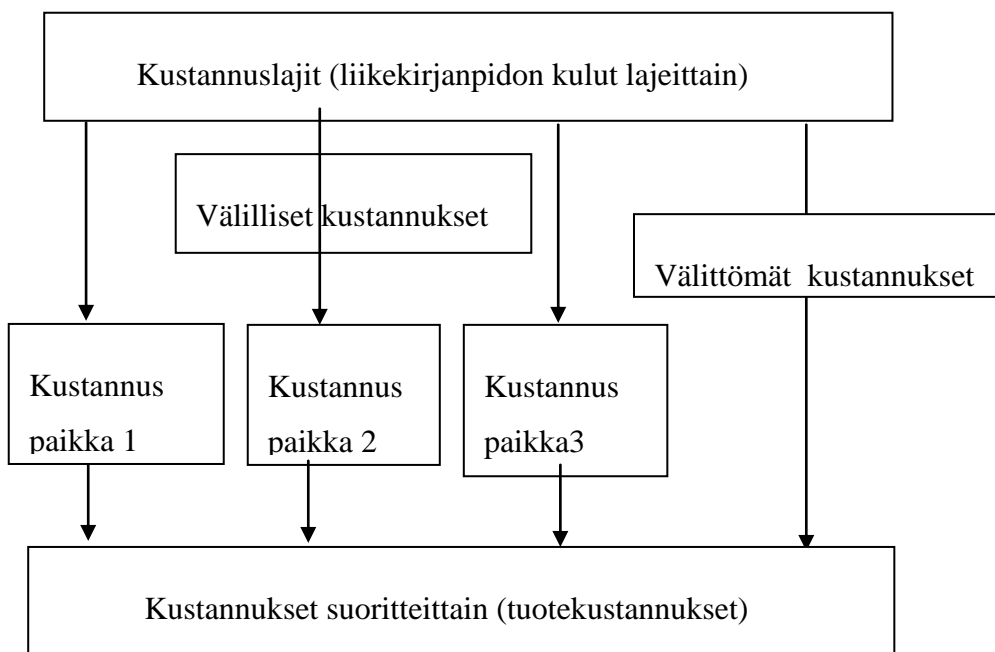 Kustannuslajit (liikekirjanpidon kulut lajeittain)
Välilliset kustannukset
Välittömät kustannukset
Kustannus
paikka 1
Kustannus
paikka 2
Kustannus
paikka3
Kustannukset suoritteittain (tuotekustannukset)